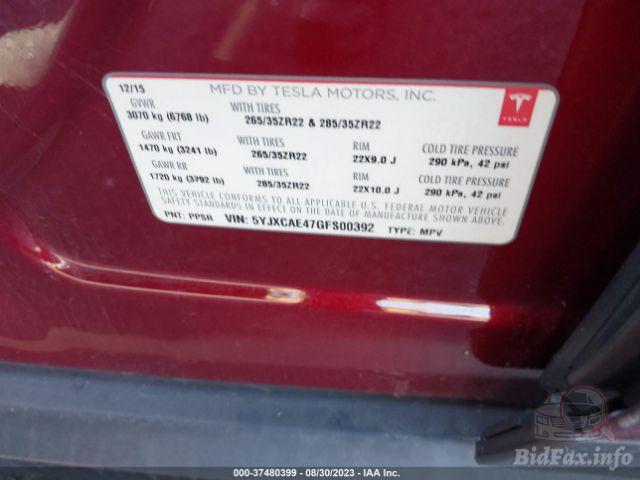 12/15 MFD BY TESLA MOTORS, INC.
GVWR WITH TIRES
3070 kg (6768 lb) 265/35ZR22 & 285/35ZR22
GAWR FRT WITH TIRES RIM COLD TIRE PRESSURE
1470 kg (3241 lb) 265/35ZR22 22X9.0 J 290 kPa, 42 psi
GAWR RR WITH TIRES RIM COLD TIRE PRESSURE
1720 kg (3792 lb) 285/35ZR22 22X10.0 J 290 kPa, 42 psi
THIS VEHICLE CONFORMS TO ALL APPLICABLE U.S. FEDERAL MOTOR VEHICLE
SAFETY AND THEFT PREVENTION STANDARDS IN EFFECT ON THE DATE OF MANUFACTURE SHOWN ABOVE.
PNT: PPSR VIN: 5YJXCAE47GFS00392 TYPE: MPV
TESLA
000-37480399 - 08/30/2023 - IAA Inc.
BidFax.info